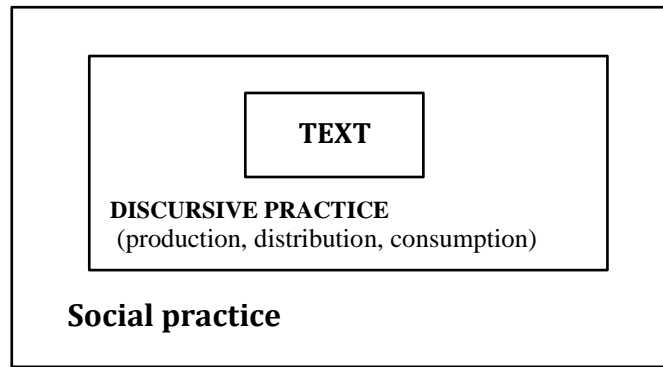 TEXT
DISCURSIVE PRACTICE
(production, distribution, consumption)
Social practice